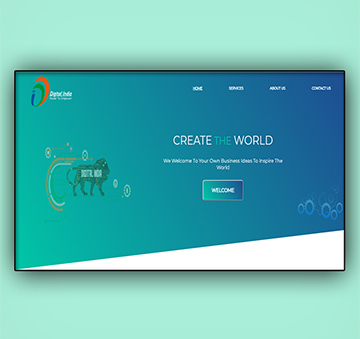 Digital India
Power To Empower
HOME
SERVICES
ABOUT US
CONTACT US
CREATE THE WORLD
We Welcome To Your Own Business Ideas To Inspire The
World
DIGITAL INDIA
WELCOME